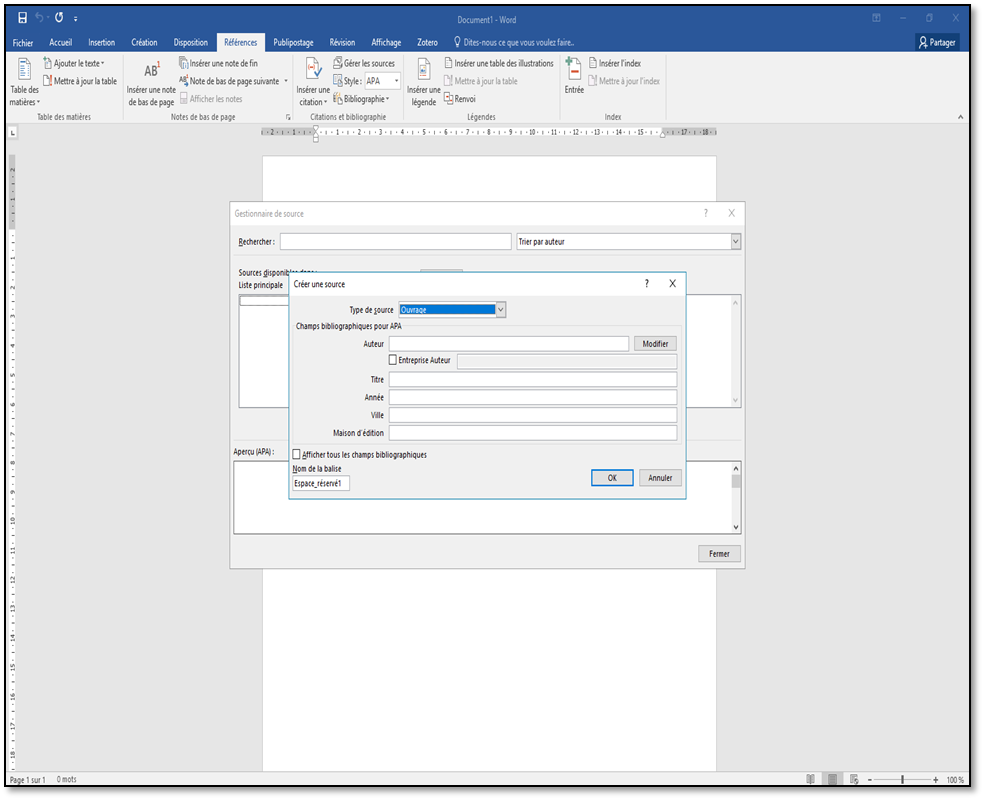 Document1 - Word
Fichier Accueil Insertion Création Disposition Références Publipostage Révision Affichage Zotero Dites-nous ce que vous voulez faire.. Partager
Table des matières
Ajouter le texte
Mettre à jour la table
Table des matières
AB1
Insérer une note de bas de page
Insérer une note de fin
Note de bas de page suivante
Afficher les notes
Notes de bas de page
Insérer une citation
Gérer les sources
Style : APA
Bibliographie
Citations et bibliographie
Insérer une légende
Insérer une table des illustrations
Mettre à jour la table
Renvoi
Légendes
Entrée
Insérer l'index
Mettre à jour l'index
Index
Gestionnaire de source ? X
Rechercher : Trier par auteur
Sources disponibles dans :
Liste principale
Créer une source ? X
Type de source Ouvrage
Champs bibliographiques pour APA
Auteur Modifier
Entreprise Auteur
Titre
Année
Ville
Maison d'édition
Afficher tous les champs bibliographiques
Nom de la balise
Espace_réservé1
OK Annuler
Aperçu (APA) :
Fermer
Page 1 sur 1 0 mots 100 %